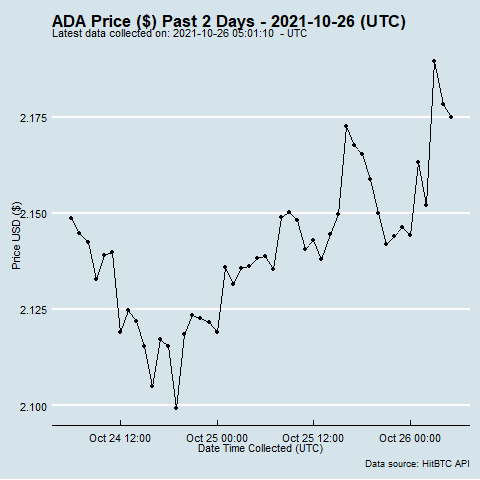 ADA Price ($) Past 2 Days - 2021-10-26 (UTC)
Latest data collected on: 2021-10-26 05:01:10 - UTC
2.175
2.150
2.125
2.100
Price USD ($)
Oct 24 12:00
Oct 25 00:00
Oct 25 12:00
Oct 26 00:00
Date Time Collected (UTC)
Data source: HitBTC API